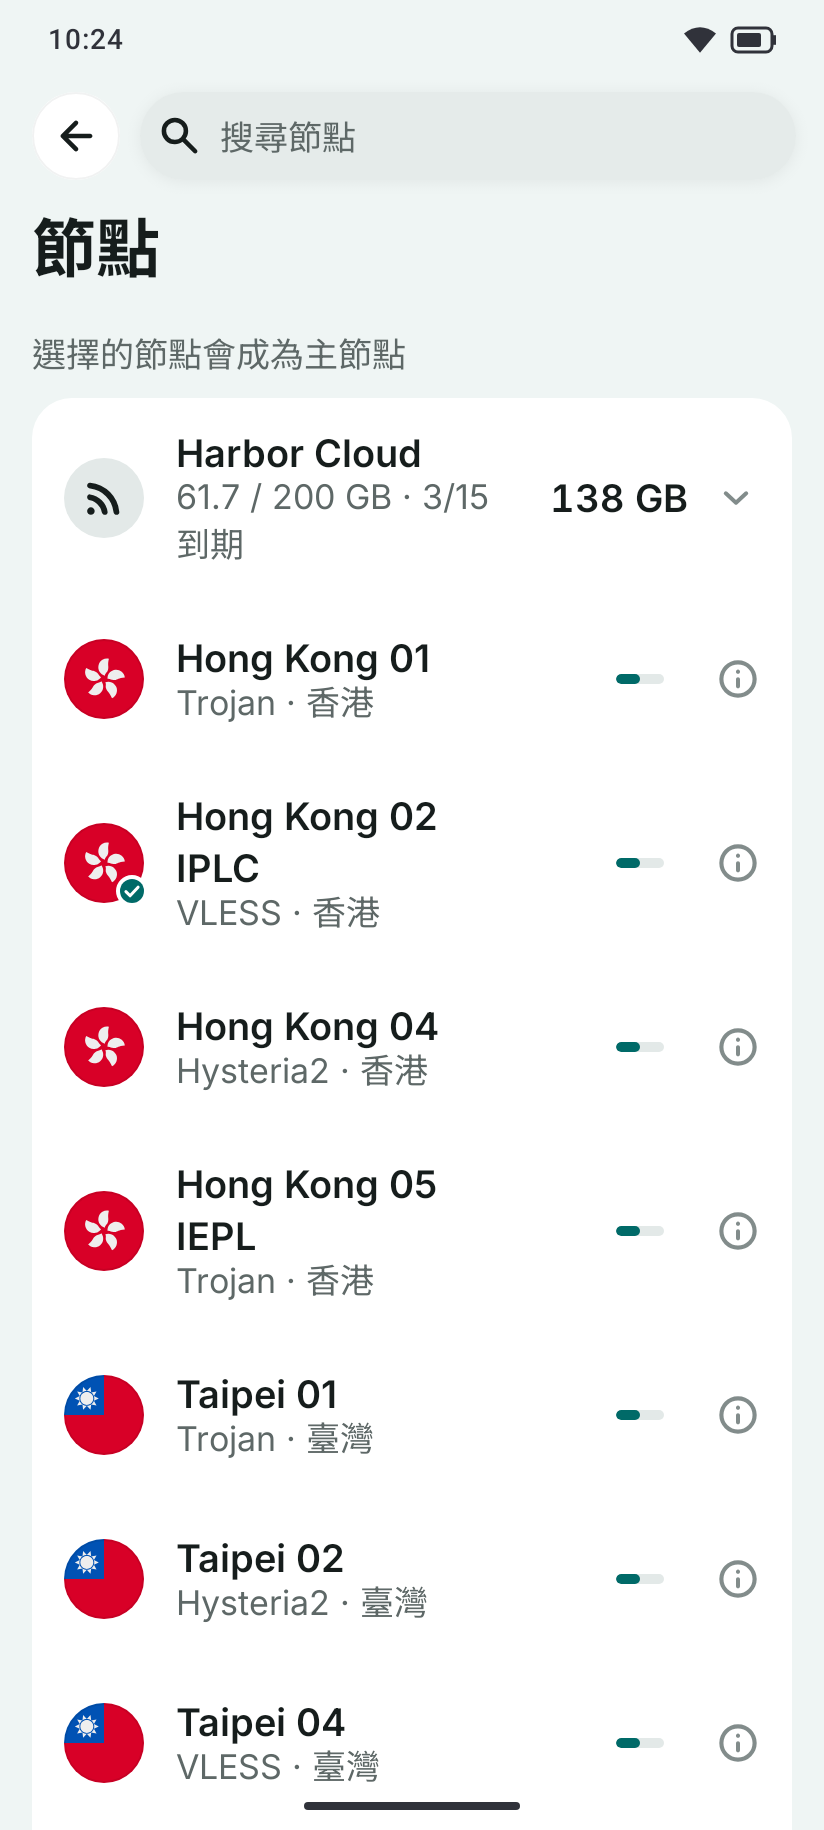 10:24
搜尋節點
節點
選擇的節點會成為主節點
Harbor Cloud
61.7 / 200 GB · 3/15
到期
138 GB
Hong Kong 01
Trojan · 香港
Hong Kong 02
IPLC
VLESS · 香港
Hong Kong 04
Hysteria2 · 香港
Hong Kong 05
IEPL
Trojan · 香港
Taipei 01
Trojan · 臺灣
Taipei 02
Hysteria2 · 臺灣
Taipei 04
VLESS · 臺灣